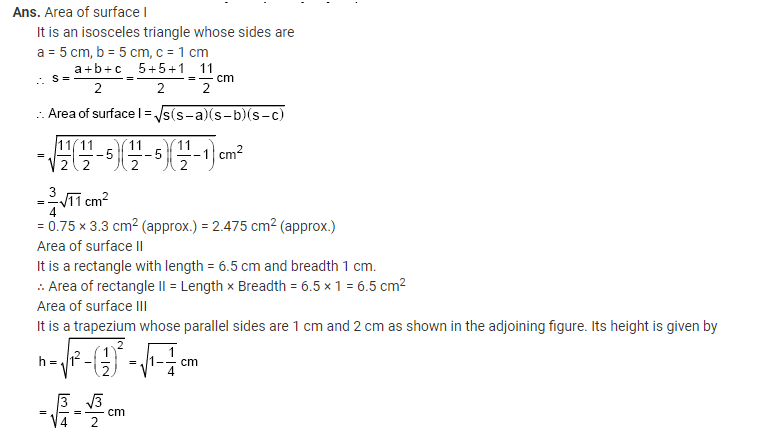 Ans. Area of surface I
It is an isosceles triangle whose sides are
a = 5 cm, b = 5 cm, c = 1 cm
∴ s = (a+b+c)/2 = (5+5+1)/2 = 11/2 cm
∴ Area of surface I = √(s(s−a)(s−b)(s−c))
= √(11/2 (11/2 − 5)(11/2 − 5)(11/2 − 1)) cm²
= 3/4 √11 cm²
= 0.75 × 3.3 cm² (approx.) = 2.475 cm² (approx.)
Area of surface II
It is a rectangle with length = 6.5 cm and breadth 1 cm.
∴ Area of rectangle II = Length × Breadth = 6.5 × 1 = 6.5 cm²
Area of surface III
It is a trapezium whose parallel sides are 1 cm and 2 cm as shown in the adjoining figure. Its height is given by
h = √(1² − (1/2)²) = √(1 − 1/4) cm
= √(3/4) = √3/2 cm